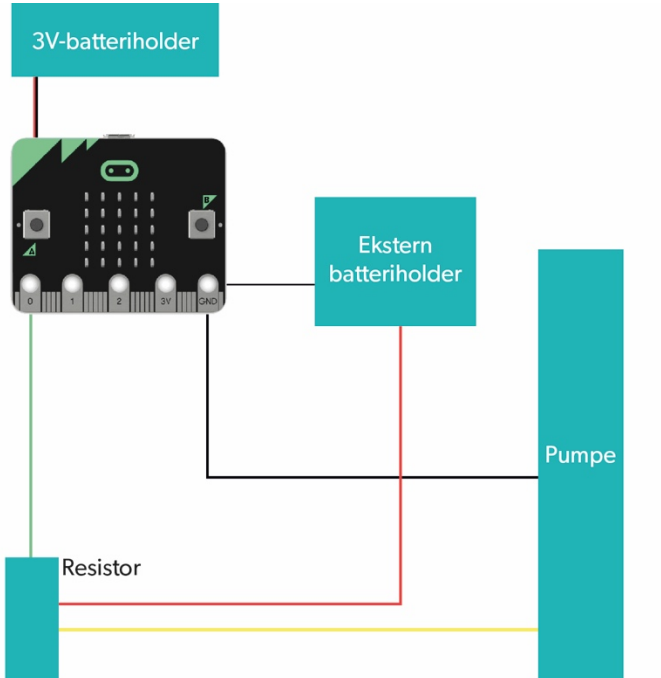 3V-batteriholder
B
A
0 1 2 3V GND
Ekstern
batteriholder
Pumpe
Resistor